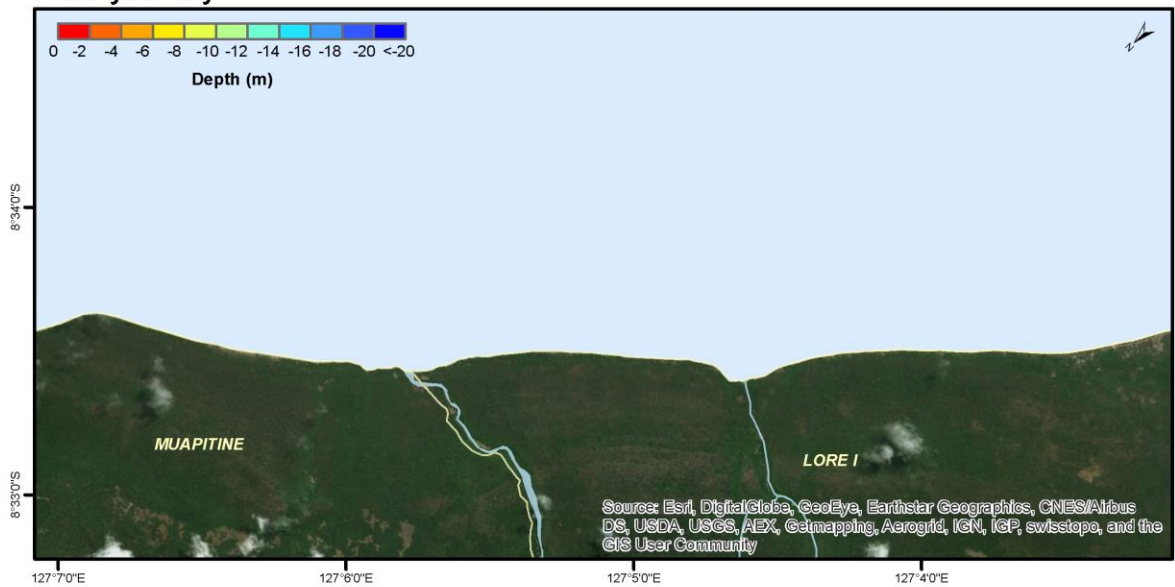 0 -2 -4 -6 -8 -10 -12 -14 -16 -18 -20 <-20
Depth (m)
N
8°34'0"S
MUAPITINE
LORE I
8°33'0"S
Source: Esri, DigitalGlobe, GeoEye, Earthstar Geographics, CNES/Airbus
DS, USDA, USGS, AEX, Getmapping, Aerogrid, IGN, IGP, swisstopo, and the
GIS User Community
127°7'0"E 127°6'0"E 127°5'0"E 127°4'0"E